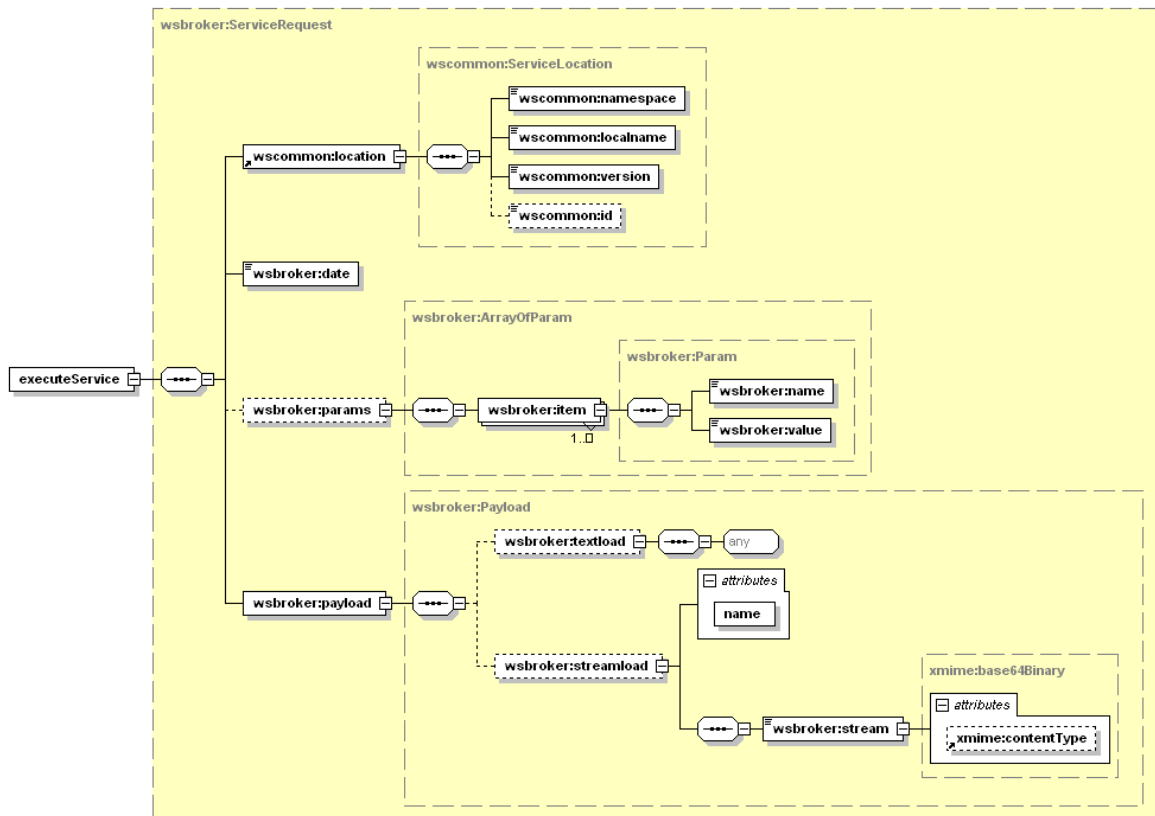 wsbroker:ServiceRequest
wscommon:ServiceLocation
wscommon:namespace
wscommon:localname
wscommon:location
wscommon:version
wscommon:id
wsbroker:date
wsbroker:ArrayOfParam
wsbroker:Param
executeService
wsbroker:name
wsbroker:params
wsbroker:item
wsbroker:value
1..
wsbroker:Payload
wsbroker:textload
any
attributes
wsbroker:payload
name
wsbroker:streamload
xmime:base64Binary
attributes
wsbroker:stream
xmime:contentType